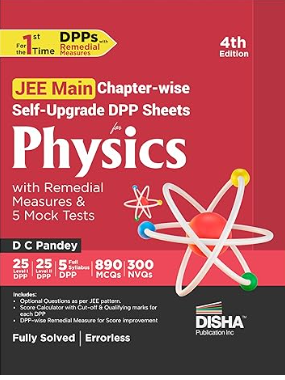 For the 1st Time DPPs with Remedial Measures
4th Edition
JEE Main Chapter-wise
Self-Upgrade DPP Sheets
for
Physics
with Remedial
Measures &
5 Mock Tests
D C Pandey
25 Level I DPP
25 Level II DPP
5 Full Syllabus DPP
890 MCQs
300 NVQs
Includes:
• Optional Questions as per JEE pattern.
• Score Calculator with Cut-off & Qualifying marks for
each DPP
• DPP-wise Remedial Measure for Score improvement
Fully Solved | Errorless
DISHA
Publication Inc